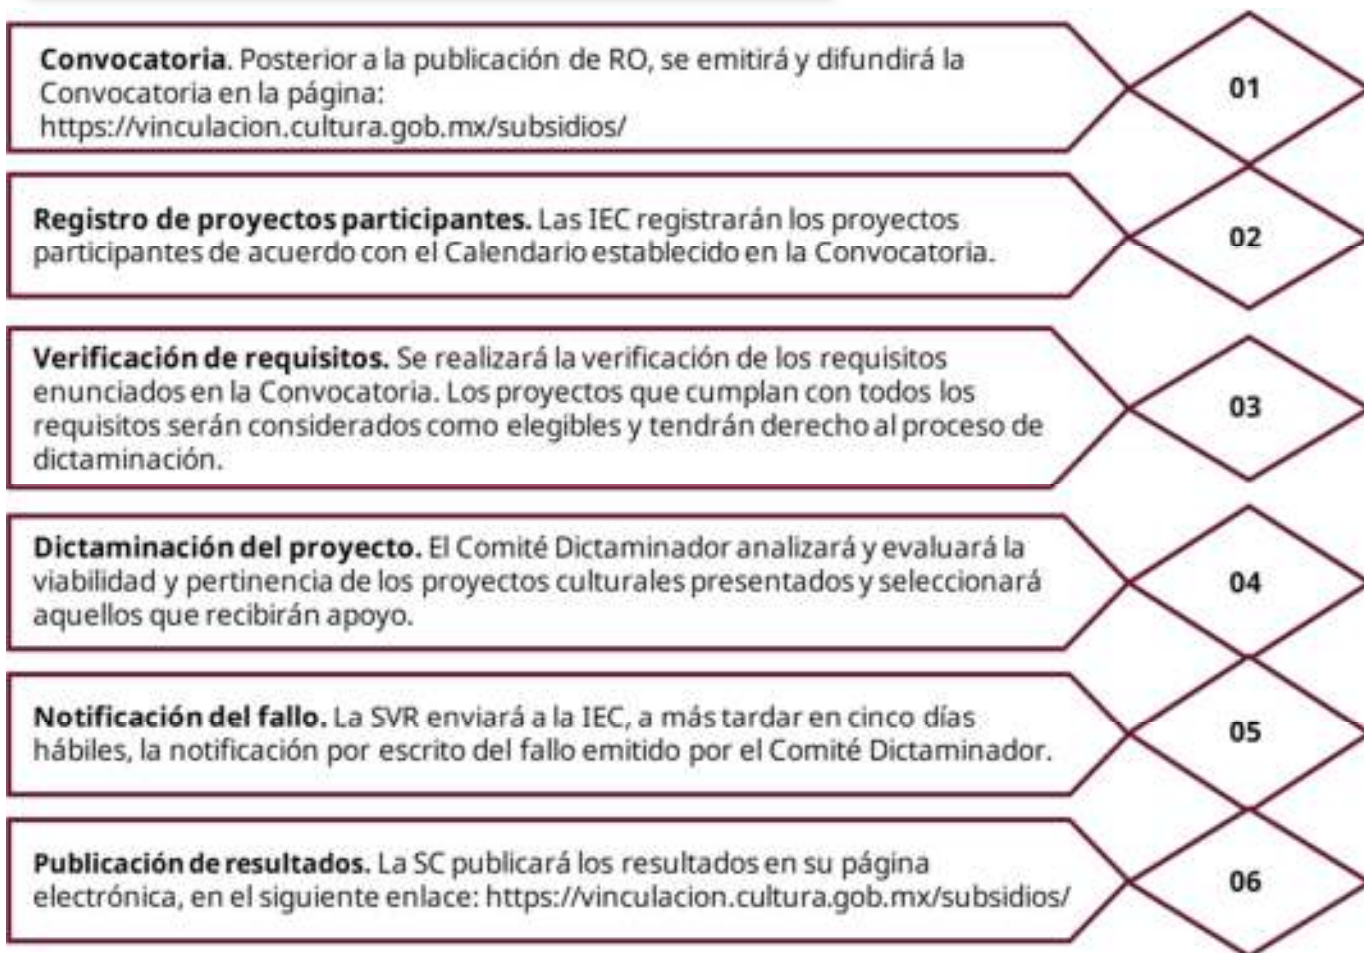 Convocatoria. Posterior a la publicación de RO, se emitirá y difundirá la
Convocatoria en la página:
https://vinculacion.cultura.gob.mx/subsidios/
01
Registro de proyectos participantes. Las IEC registrarán los proyectos
participantes de acuerdo con el Calendario establecido en la Convocatoria.
02
Verificación de requisitos. Se realizará la verificación de los requisitos
enunciados en la Convocatoria. Los proyectos que cumplan con todos los
requisitos serán considerados como elegibles y tendrán derecho al proceso de
dictaminación.
03
Dictaminación del proyecto. El Comité Dictaminador analizará y evaluará la
viabilidad y pertinencia de los proyectos culturales presentados y seleccionará
aquellos que recibirán apoyo.
04
Notificación del fallo. La SVR enviará a la IEC, a más tardar en cinco días
hábiles, la notificación por escrito del fallo emitido por el Comité Dictaminador.
05
Publicación de resultados. La SC publicará los resultados en su página
electrónica, en el siguiente enlace: https://vinculacion.cultura.gob.mx/subsidios/
06